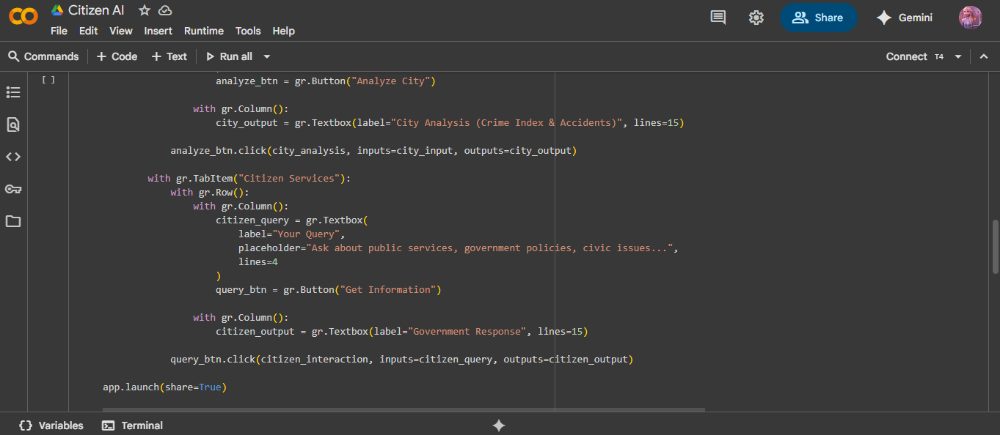 Citizen AI
File Edit View Insert Runtime Tools Help
Share
Gemini
Commands + Code + Text Run all
Connect T4
[ ]
analyze_btn = gr.Button("Analyze City")
with gr.Column():
city_output = gr.Textbox(label="City Analysis (Crime Index & Accidents)", lines=15)
analyze_btn.click(city_analysis, inputs=city_input, outputs=city_output)
with gr.TabItem("Citizen Services"):
with gr.Row():
with gr.Column():
citizen_query = gr.Textbox(
label="Your Query",
placeholder="Ask about public services, government policies, civic issues...",
lines=4
)
query_btn = gr.Button("Get Information")
with gr.Column():
citizen_output = gr.Textbox(label="Government Response", lines=15)
query_btn.click(citizen_interaction, inputs=citizen_query, outputs=citizen_output)
app.launch(share=True)
{} Variables Terminal